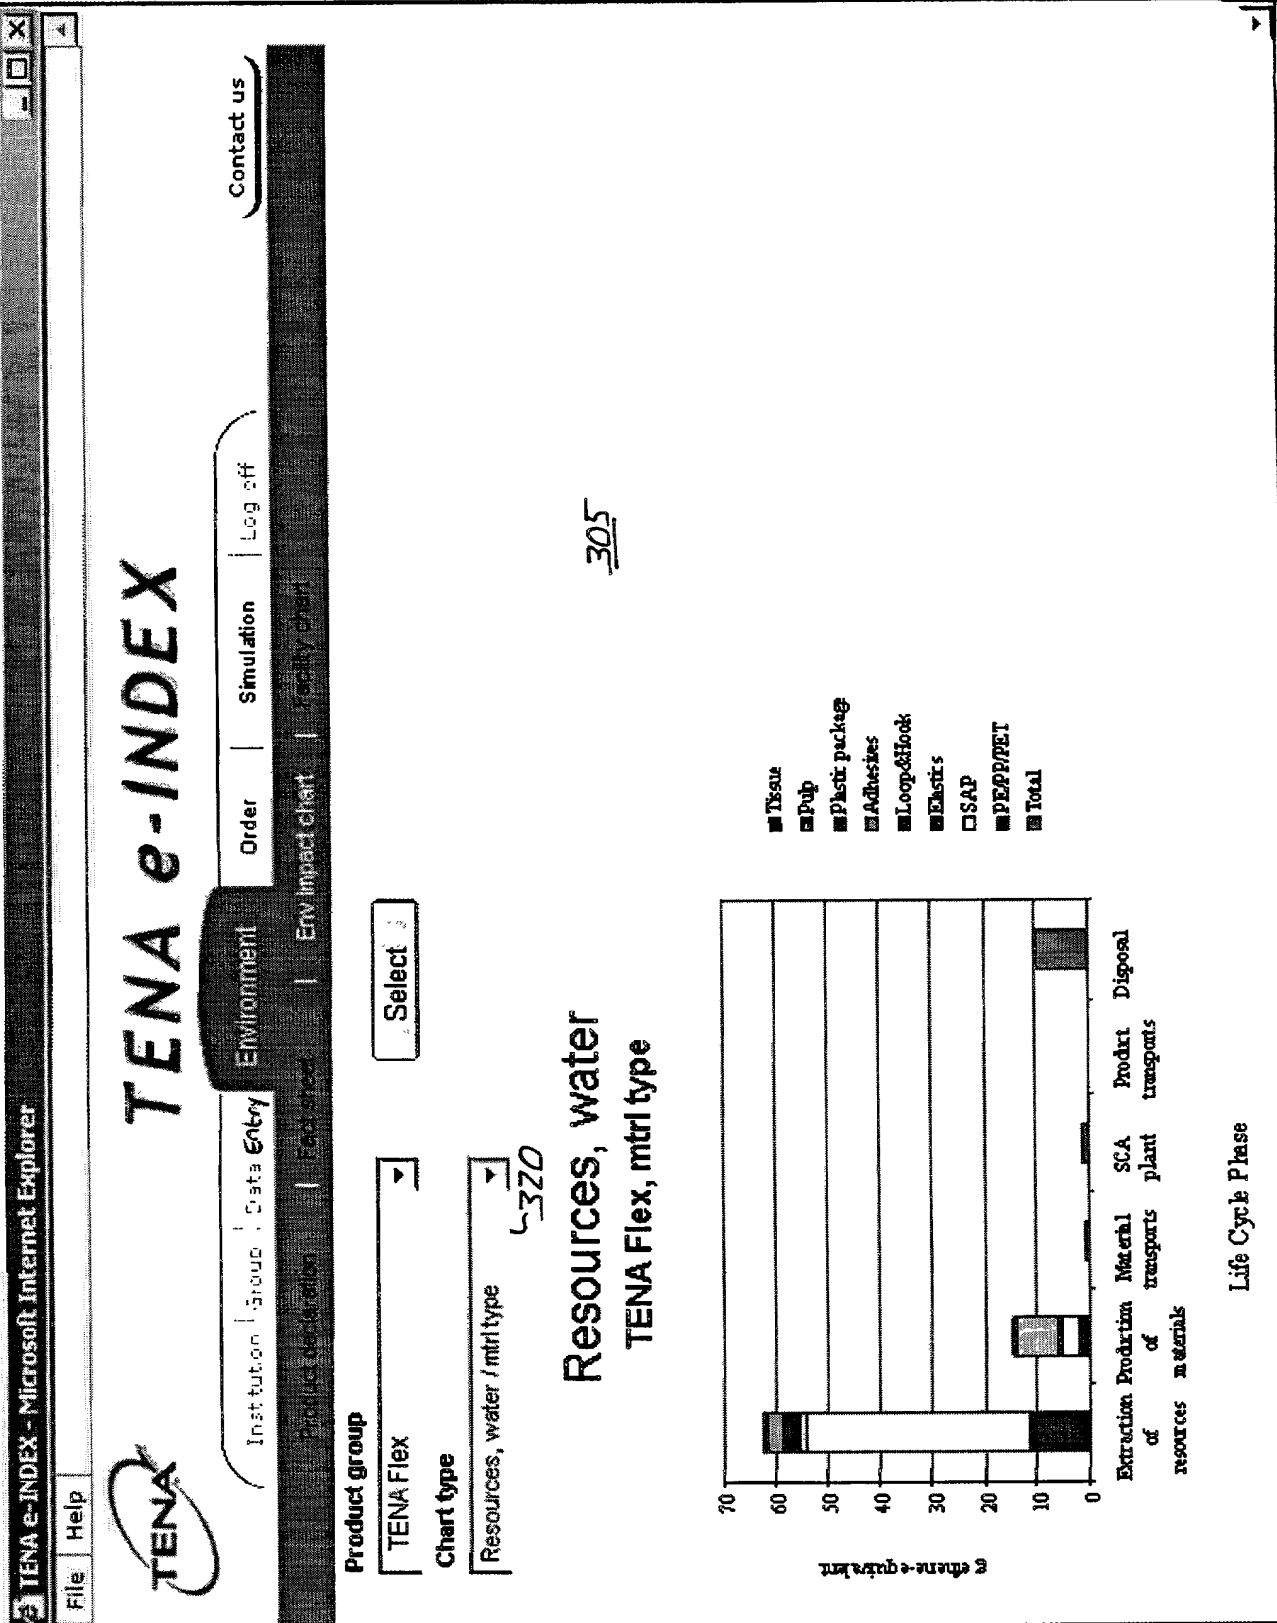 TENA e-INDEX - Microsoft Internet Explorer
File Help
TENA
TENA e-INDEX
Contact us
Institution | Group | Data Entry Environment Order | Simulation | Log off
Product declaration | Fact sheet | Env impact chart | Facility chart
Product group
TENA Flex
Select
Chart type
Resources, water / mtrl type
320
305
Resources, water
TENA Flex, mtrl type
g ethene-equivalent
70
60
50
40
30
20
10
0
Extraction of resources
Production of materials
Material transports
SCA plant
Product transports
Disposal
Life Cycle Phase
Tissue
Pulp
Plastic package
Adhesives
Loop&Hook
Elastics
SAP
PE/PP/PET
Total